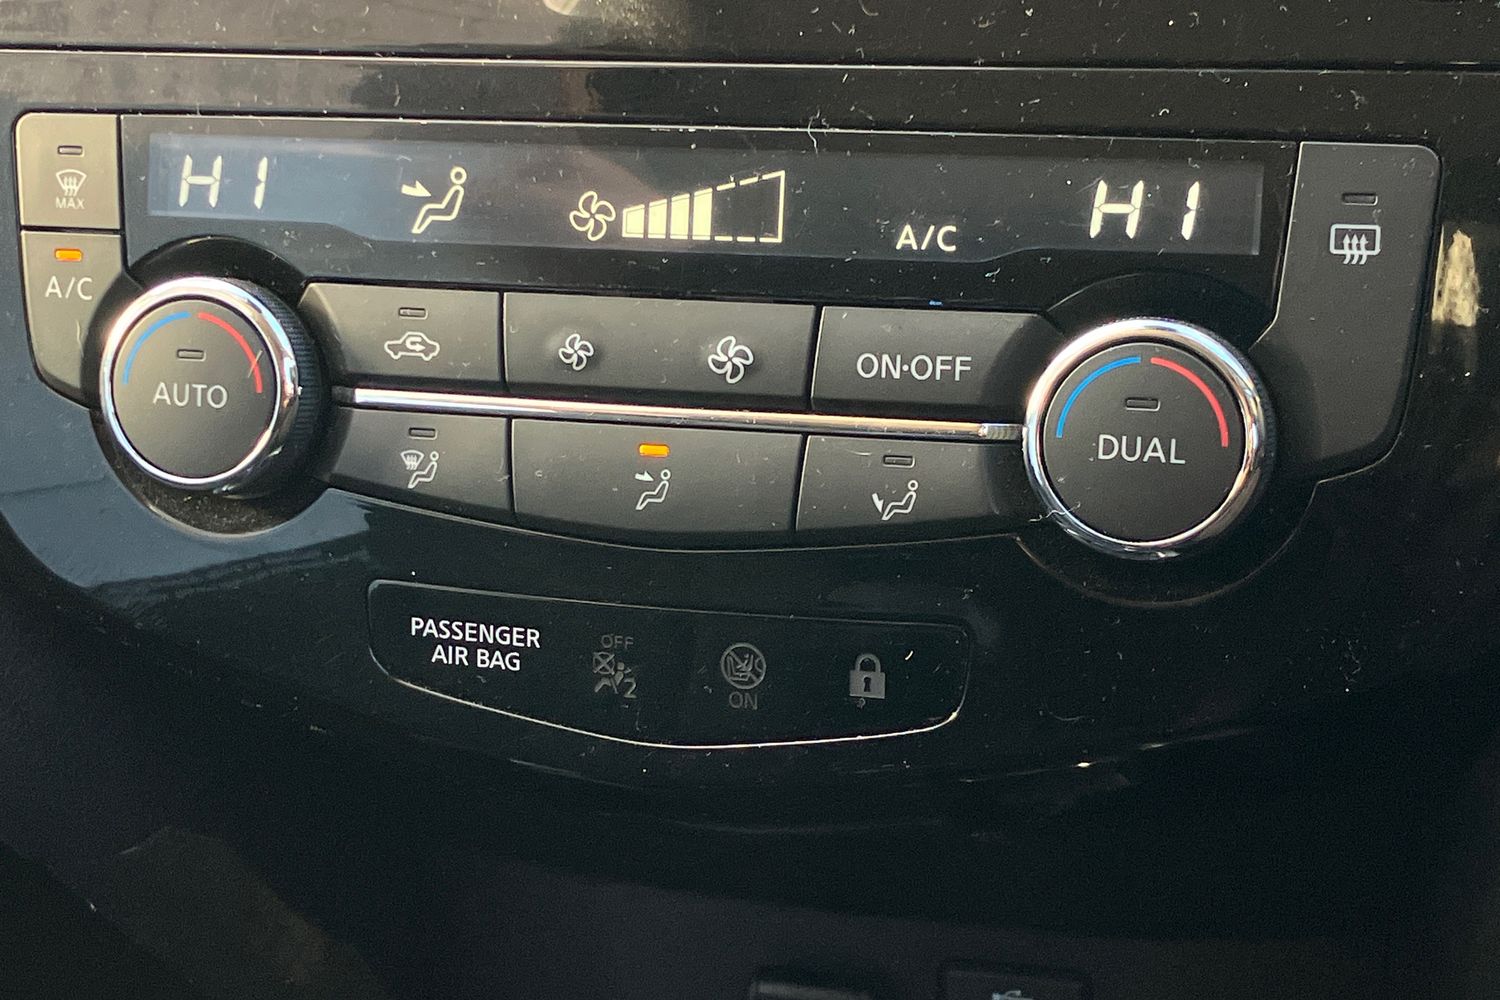 MAX
HI
A/C
HI
A/C
AUTO
ON•OFF
DUAL
PASSENGER
AIR BAG
OFF
2
ON